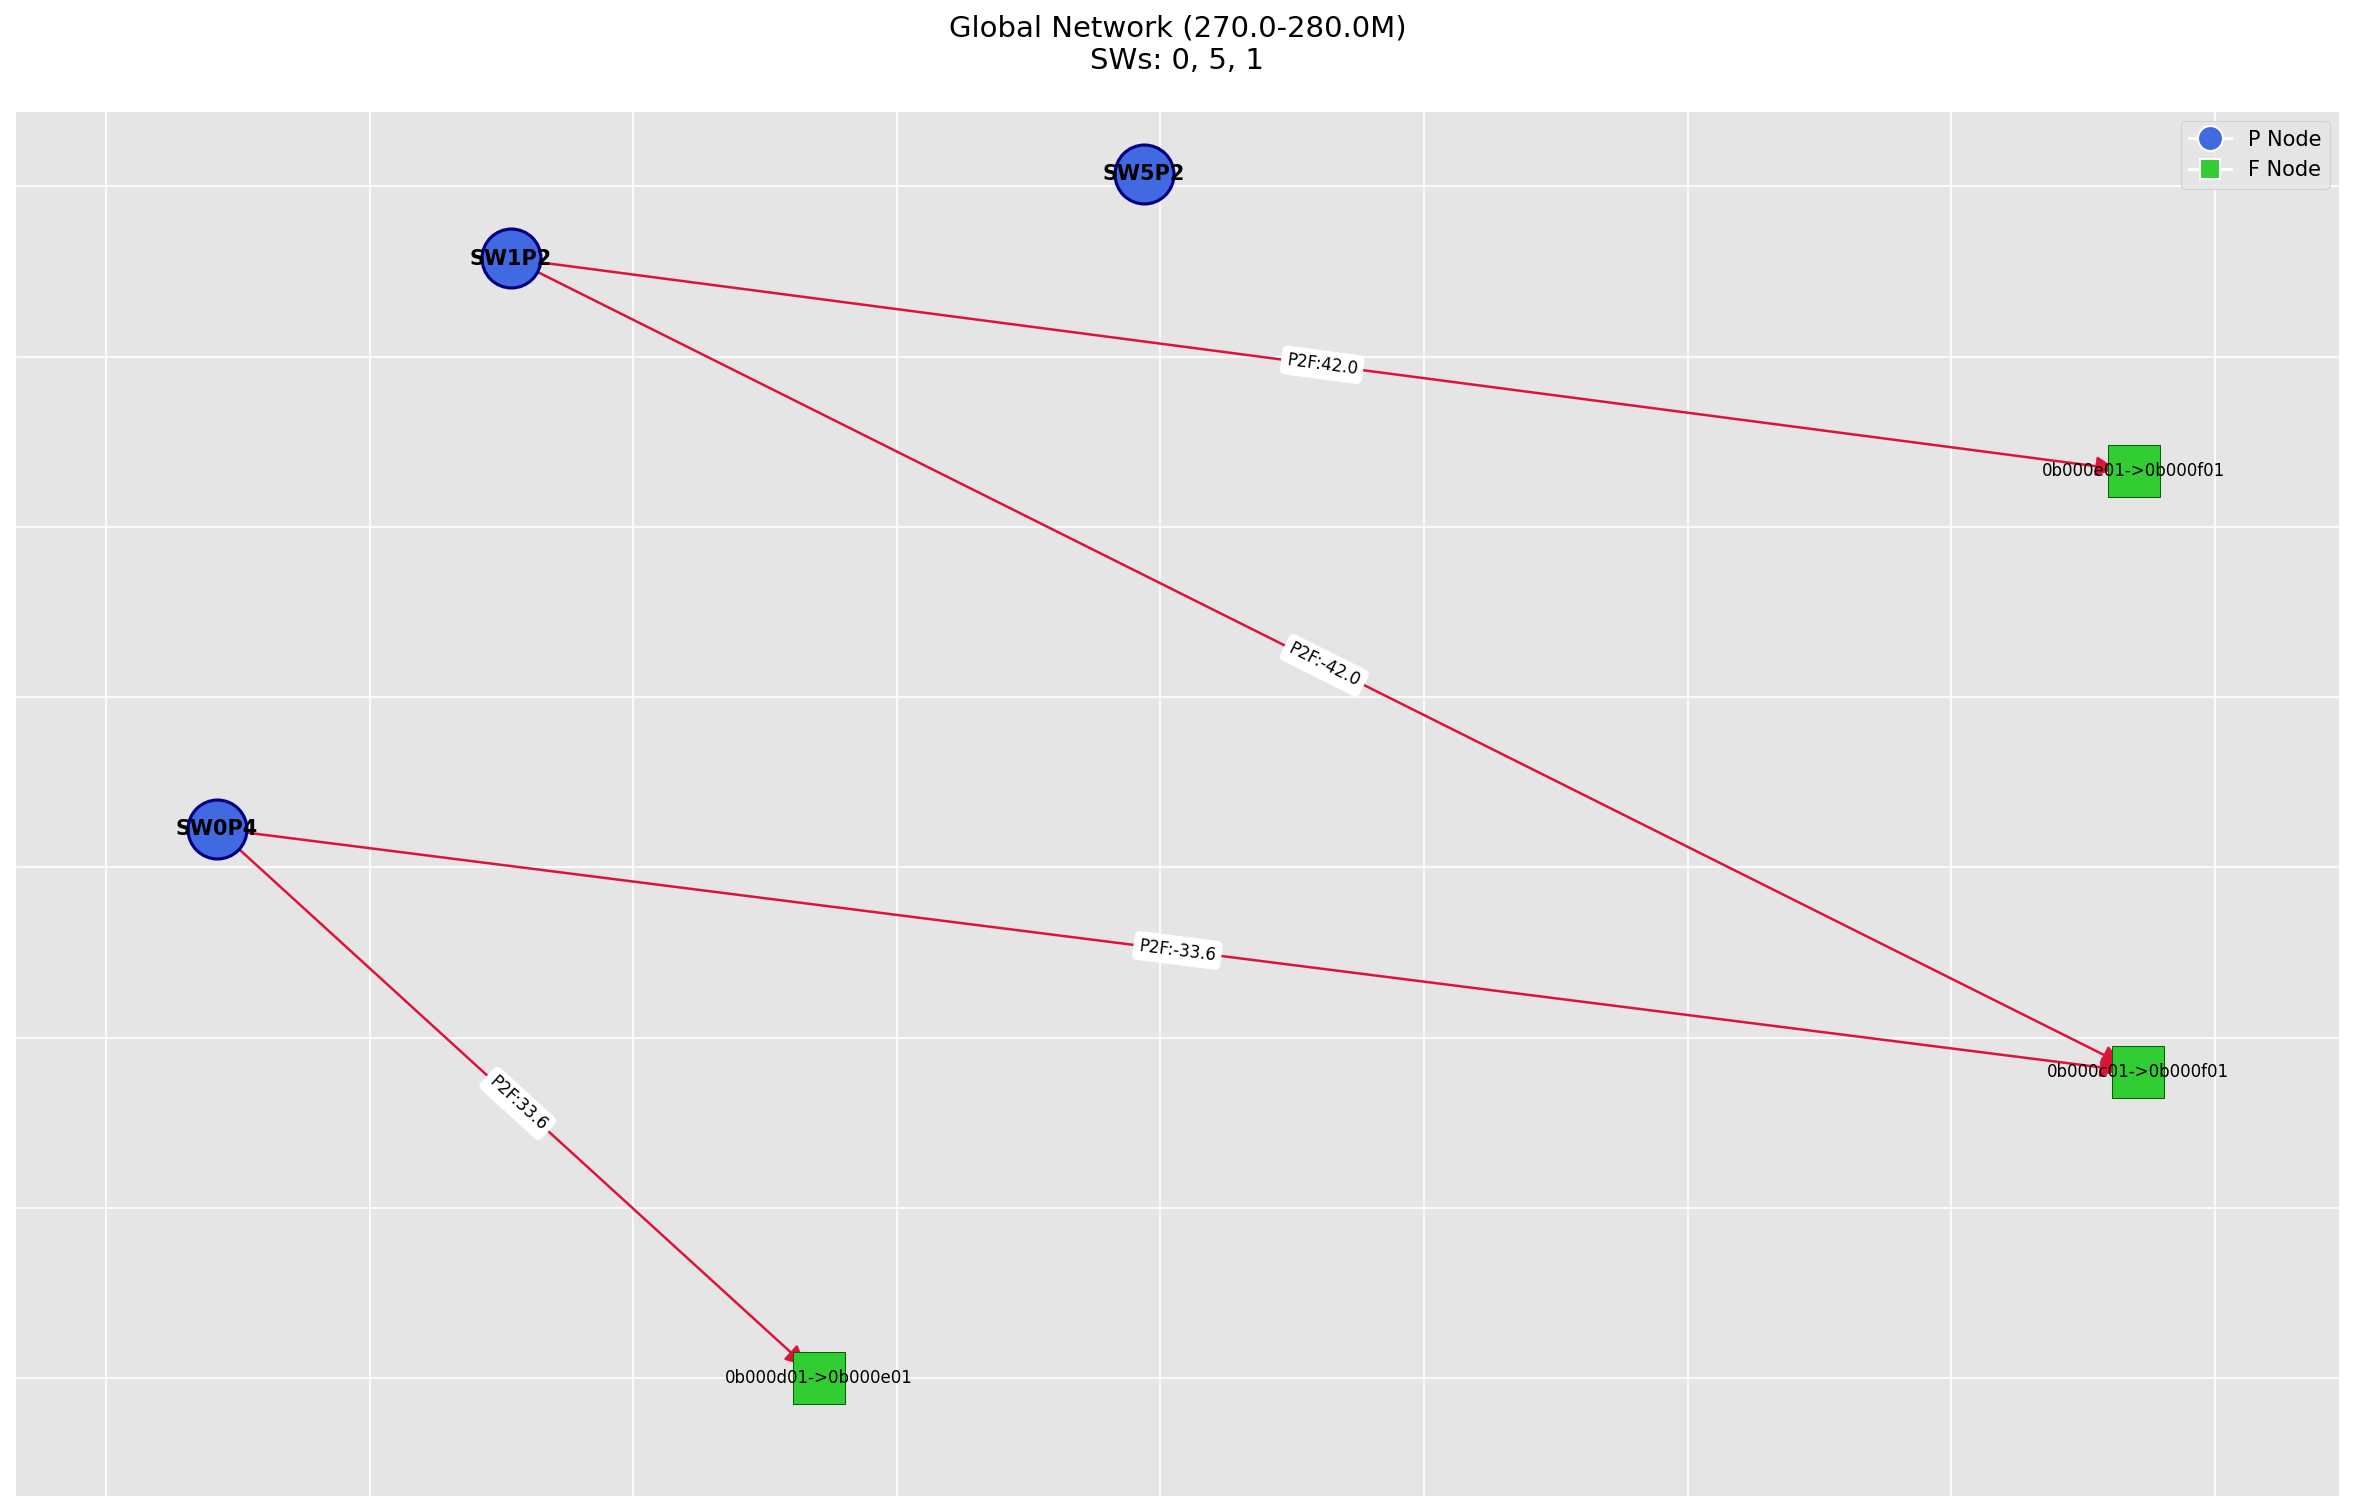 Global Network (270.0-280.0M)
SWs: 0, 5, 1
P Node
F Node
SW5P2
SW1P2
P2F:42.0
0b000e01->0b000f01
P2F:-42.0
SW0P4
P2F:-33.6
0b000c01->0b000f01
P2F:33.6
0b000d01->0b000e01